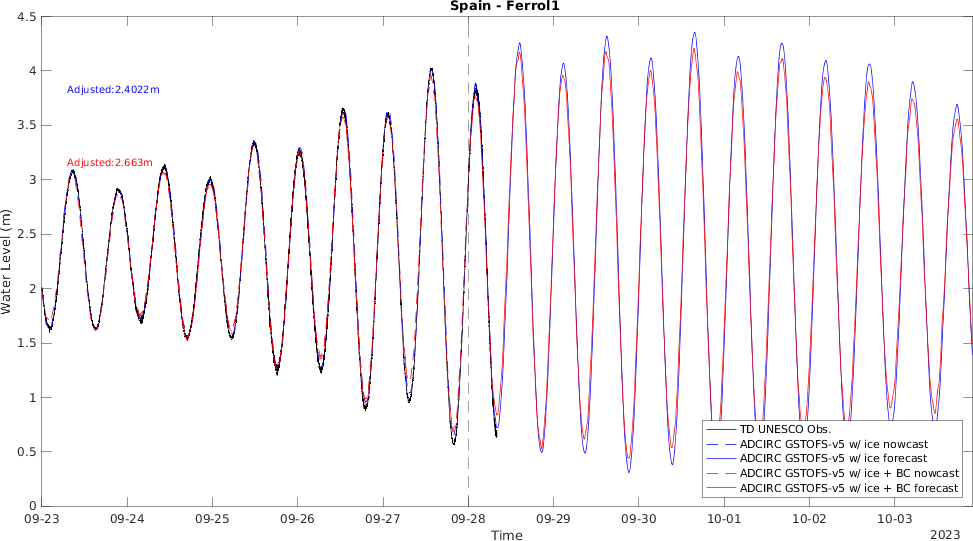 Spain - Ferrol1
4.5
4
3.5
3
2.5
2
1.5
1
0.5
0
Water Level (m)
Adjusted:2.4022m
Adjusted:2.663m
TD UNESCO Obs.
ADCIRC GSTOFS-v5 w/ ice nowcast
ADCIRC GSTOFS-v5 w/ ice forecast
ADCIRC GSTOFS-v5 w/ ice + BC nowcast
ADCIRC GSTOFS-v5 w/ ice + BC forecast
09-23 09-24 09-25 09-26 09-27 09-28 09-29 09-30 10-01 10-02 10-03
Time
2023